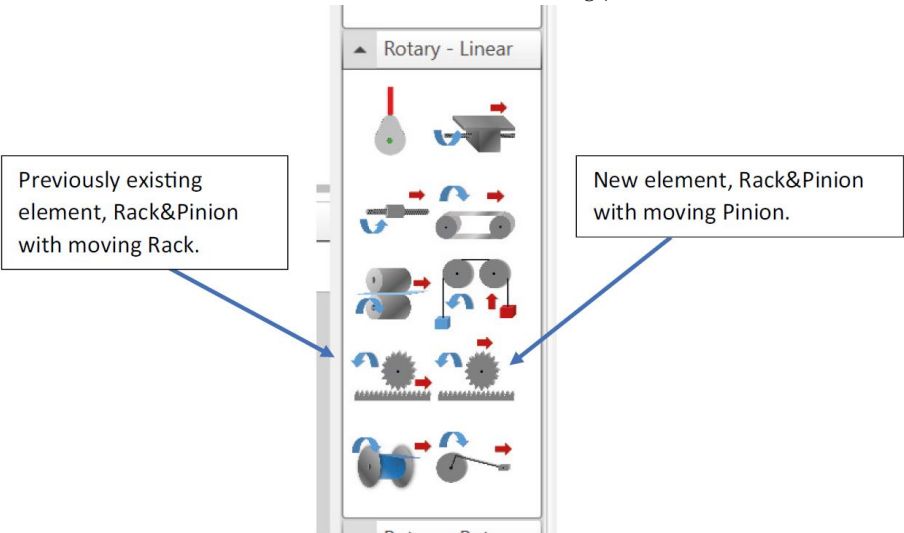 Rotary - Linear
Previously existing
element, Rack&Pinion
with moving Rack.
New element, Rack&Pinion
with moving Pinion.